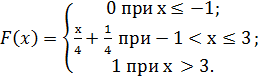 0 при x ≤ −1;
F(x) = { x/4 + 1/4 при − 1 < x ≤ 3 ;
1 при x > 3.